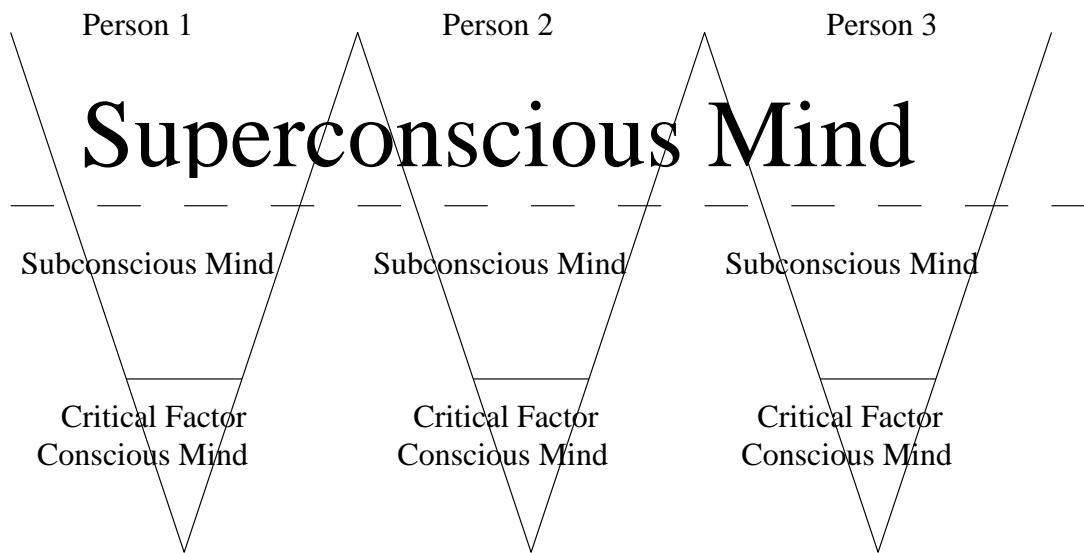 Person 1 Person 2 Person 3
Superconscious Mind
Subconscious Mind Subconscious Mind Subconscious Mind
Critical Factor Critical Factor Critical Factor
Conscious Mind Conscious Mind Conscious Mind